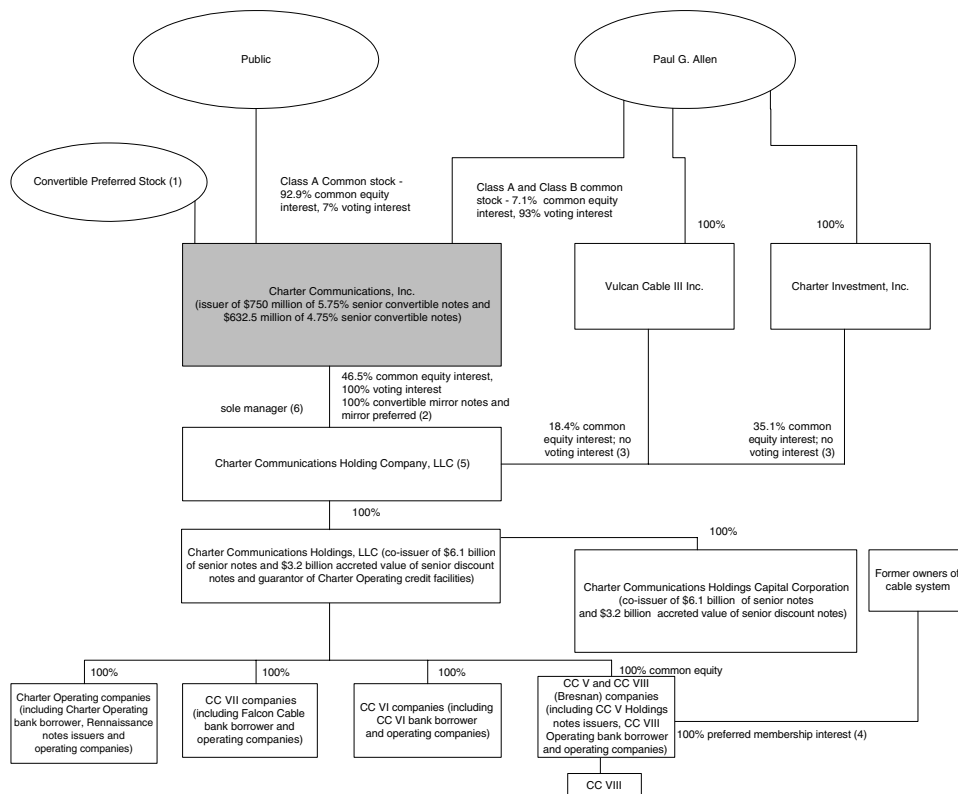 Public
Paul G. Allen
Convertible Preferred Stock (1)
Class A Common stock -
92.9% common equity
interest, 7% voting interest
Class A and Class B common
stock - 7.1% common equity
interest, 93% voting interest
100%
100%
Charter Communications, Inc.
(issuer of $750 million of 5.75% senior convertible notes and
$632.5 million of 4.75% senior convertible notes)
Vulcan Cable III Inc.
Charter Investment, Inc.
46.5% common equity interest,
100% voting interest
100% convertible mirror notes and
mirror preferred (2)
sole manager (6)
18.4% common
equity interest; no
voting interest (3)
35.1% common
equity interest; no
voting interest (3)
Charter Communications Holding Company, LLC (5)
100%
Charter Communications Holdings, LLC (co-issuer of $6.1 billion
of senior notes and $3.2 billion accreted value of senior discount
notes and guarantor of Charter Operating credit facilities)
100%
Charter Communications Holdings Capital Corporation
(co-issuer of $6.1 billion of senior notes
and $3.2 billion accreted value of senior discount notes)
Former owners of
cable system
100%
100%
100%
100% common equity
Charter Operating companies
(including Charter Operating
bank borrower, Rennaissance
notes issuers and
operating companies)
CC VII companies
(including Falcon Cable
bank borrower and
operating companies)
CC VI companies (including
CC VI bank borrower
and operating companies)
CC V and CC VIII
(Bresnan) companies
(including CC V Holdings
notes issuers, CC VIII
Operating bank borrower
and operating companies)
100% preferred membership interest (4)
CC VIII